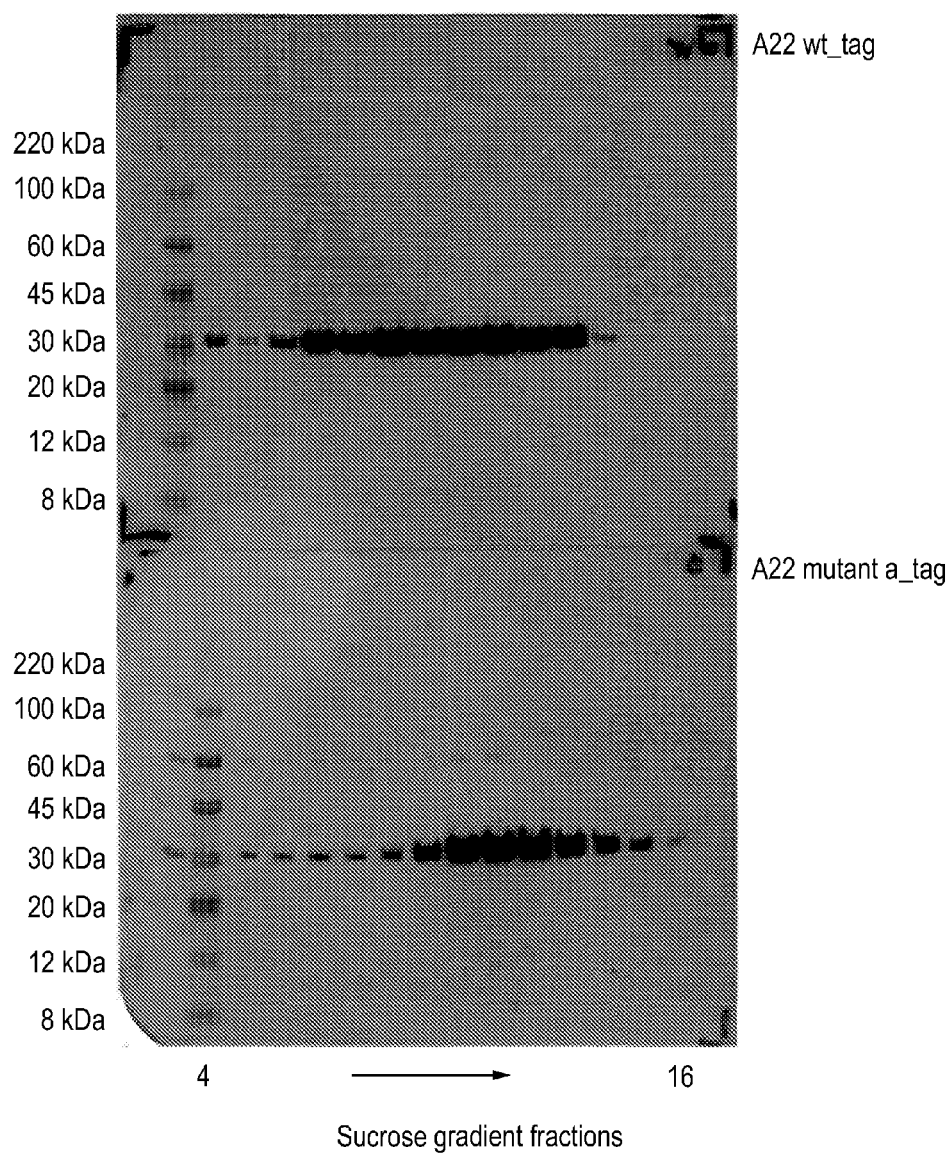 A22 wt_tag
220 kDa
100 kDa
60 kDa
45 kDa
30 kDa
20 kDa
12 kDa
8 kDa
A22 mutant a_tag
220 kDa
100 kDa
60 kDa
45 kDa
30 kDa
20 kDa
12 kDa
8 kDa
4 16
Sucrose gradient fractions